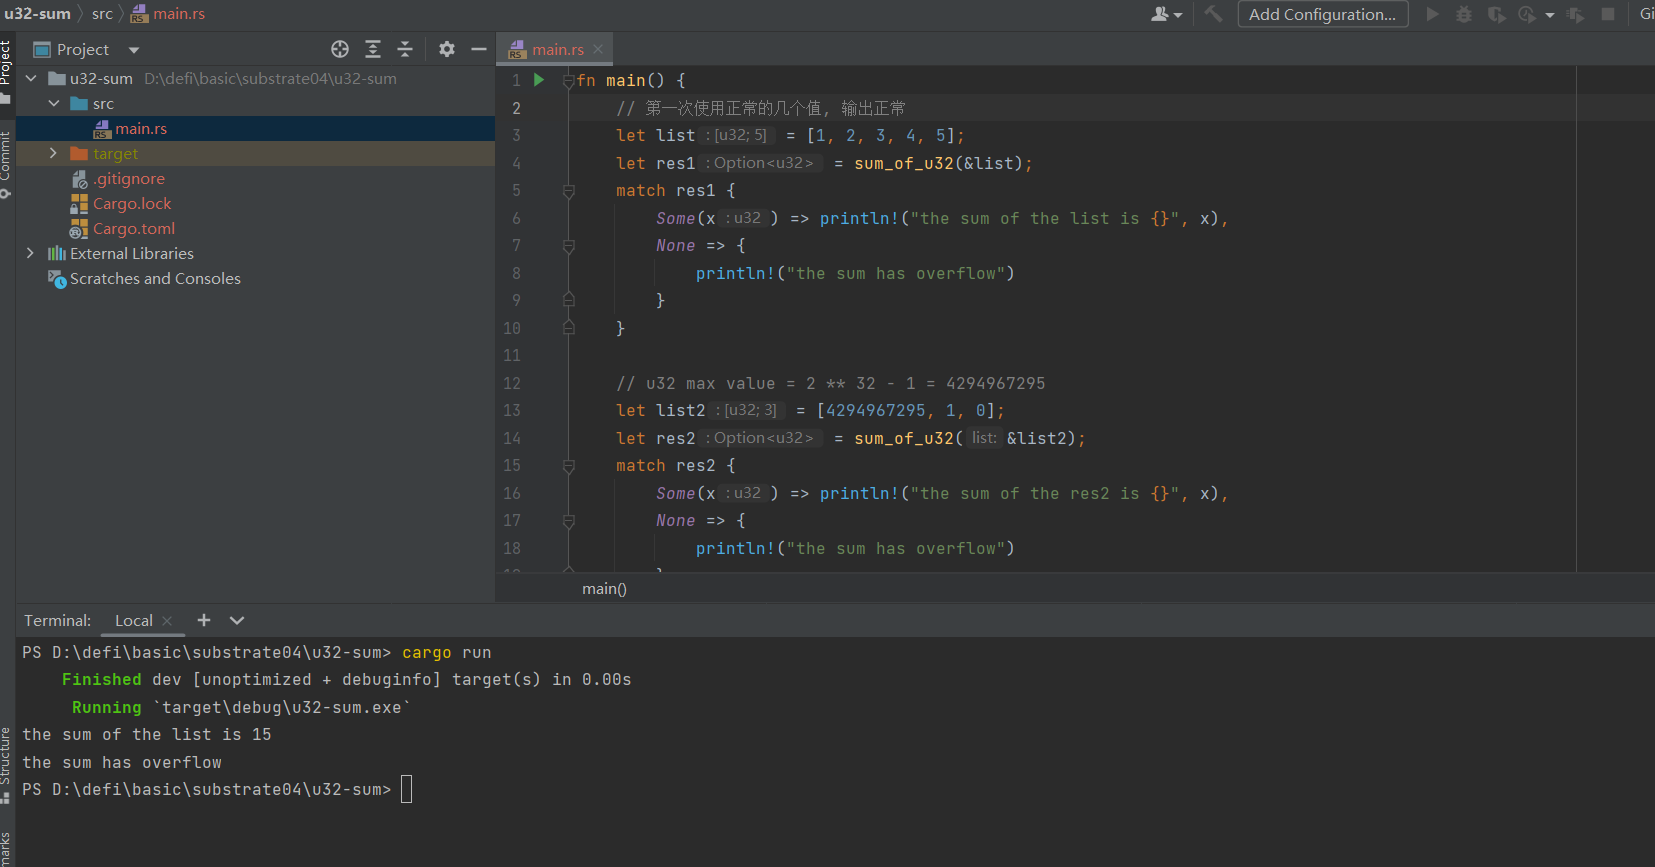 u32-sum src main.rs Add Configuration...
Project
Project
main.rs
u32-sum D:\defi\basic\substrate04\u32-sum
src
main.rs
target
.gitignore
Cargo.lock
Cargo.toml
External Libraries
Scratches and Consoles
Commit
1 fn main() {
2 // 第一次使用正常的几个值, 输出正常
3 let list : [u32; 5] = [1, 2, 3, 4, 5];
4 let res1 : Option<u32> = sum_of_u32(&list);
5 match res1 {
6 Some(x : u32 ) => println!("the sum of the list is {}", x),
7 None => {
8 println!("the sum has overflow")
9 }
10 }
11
12 // u32 max value = 2 ** 32 - 1 = 4294967295
13 let list2 : [u32; 3] = [4294967295, 1, 0];
14 let res2 : Option<u32> = sum_of_u32( list: &list2);
15 match res2 {
16 Some(x : u32 ) => println!("the sum of the res2 is {}", x),
17 None => {
18 println!("the sum has overflow")
main()
Terminal: Local
PS D:\defi\basic\substrate04\u32-sum> cargo run
Finished dev [unoptimized + debuginfo] target(s) in 0.00s
Running `target\debug\u32-sum.exe`
the sum of the list is 15
the sum has overflow
PS D:\defi\basic\substrate04\u32-sum>
Structure